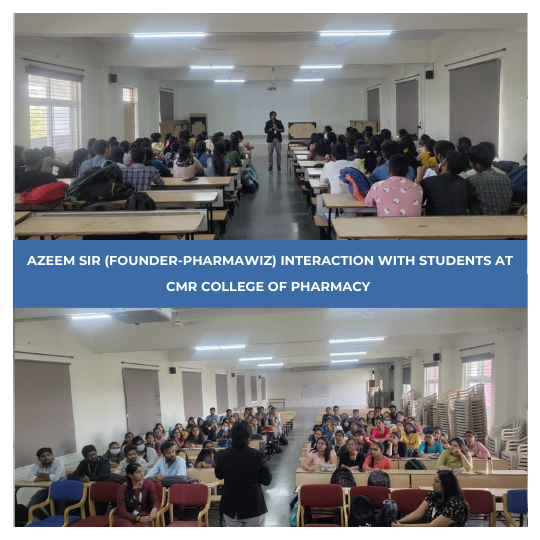 AZEEM SIR (FOUNDER-PHARMAWIZ) INTERACTION WITH STUDENTS AT
CMR COLLEGE OF PHARMACY